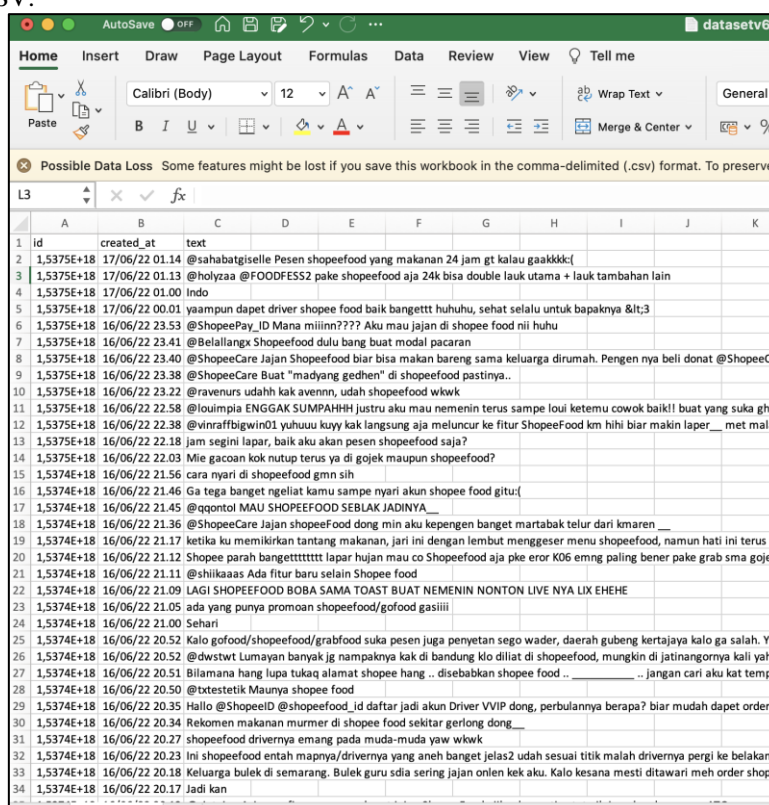 SV:
AutoSave OFF
datasetv6
Home Insert Draw Page Layout Formulas Data Review View Tell me
Paste
Calibri (Body) 12 A^ A˅
Wrap Text
General
B I U A
Merge & Center
Possible Data Loss Some features might be lost if you save this workbook in the comma-delimited (.csv) format. To preserve
L3 fx
A B C D E F G H I J K
1 id created_at text
2 1,5375E+18 17/06/22 01.14 @sahabatgiselle Pesen shopeefood yang makanan 24 jam gt kalau gaakkkk:(
3 1,5375E+18 17/06/22 01.13 @holyzaa @FOODFESS2 pake shopeefood aja 24k bisa double lauk utama + lauk tambahan lain
4 1,5375E+18 17/06/22 01.00 Indo
5 1,5375E+18 17/06/22 00.01 yaampun dapet driver shopee food baik bangettt huhuhu, sehat selalu untuk bapaknya &lt;3
6 1,5375E+18 16/06/22 23.53 @ShopeePay_ID Mana miinn???? Aku mau jajan di shopee food nii huhu
7 1,5375E+18 16/06/22 23.41 @Belallangx Shopeefood dulu bang buat modal pacaran
8 1,5375E+18 16/06/22 23.40 @ShopeeCare Jajan Shopeefood biar bisa makan bareng sama keluarga dirumah. Pengen nya beli donat @ShopeeC
9 1,5375E+18 16/06/22 23.38 @ShopeeCare Buat "madyang gedhen" di shopeefood pastinya..
10 1,5375E+18 16/06/22 23.22 @ravenurs udahh kak avennn, udah shopeefood wkwk
11 1,5375E+18 16/06/22 22.58 @louimpia ENGGAK SUMPAHHH justru aku mau nemenin terus sampe loui ketemu cowok baik!! buat yang suka gh
12 1,5375E+18 16/06/22 22.38 @vinraffbigwin01 yuhuuu kuyy kak langsung aja meluncur ke fitur ShopeeFood km hihi biar makin laper__ met mal
13 1,5375E+18 16/06/22 22.18 jam segini lapar, baik aku akan pesen shopeefood saja?
14 1,5375E+18 16/06/22 22.03 Mie gacoan kok nutup terus ya di gojek maupun shopeefood?
15 1,5374E+18 16/06/22 21.56 cara nyari di shopeefood gmn sih
16 1,5374E+18 16/06/22 21.46 Ga tega banget ngeliat kamu sampe nyari akun shopee food gitu:(
17 1,5374E+18 16/06/22 21.45 @qqontol MAU SHOPEEFOOD SEBLAK JADINYA__
18 1,5374E+18 16/06/22 21.36 @ShopeeCare Jajan shopeeFood dong min aku kepengen banget martabak telur dari kmaren __
19 1,5374E+18 16/06/22 21.17 ketika ku memikirkan tantang makanan, jari ini dengan lembut menggeser menu shopeefood, namun hati ini terus
20 1,5374E+18 16/06/22 21.12 Shopee parah bangetttttttt lapar hujan mau co Shopeefood aja pke eror K06 emng paling bener pake grab sma goje
21 1,5374E+18 16/06/22 21.11 @shiikaaas Ada fitur baru selain Shopee food
22 1,5374E+18 16/06/22 21.09 LAGI SHOPEEFOOD BOBA SAMA TOAST BUAT NEMENIN NONTON LIVE NYA LIX EHEHE
23 1,5374E+18 16/06/22 21.05 ada yang punya promoan shopeefood/gofood gasiiii
24 1,5374E+18 16/06/22 21.00 Sehari
25 1,5374E+18 16/06/22 20.52 Kalo gofood/shopeefood/grabfood suka pesen juga penyetan sego wader, daerah gubeng kertajaya kalo ga salah. Y
26 1,5374E+18 16/06/22 20.52 @dwstwt Lumayan banyak jg nampaknya kak di bandung klo diliat di shopeefood, mungkin di jatinangornya kali yah
27 1,5374E+18 16/06/22 20.51 Bilamana hang lupa tukaq alamat shopee hang .. disebabkan shopee food .. __________ .. jangan cari aku kat temp
28 1,5374E+18 16/06/22 20.50 @txtestetik Maunya shopee food
29 1,5374E+18 16/06/22 20.35 Hallo @ShopeeID @shopeefood_id daftar jadi akun Driver VVIP dong, perbulannya berapa? biar mudah dapet order
30 1,5374E+18 16/06/22 20.34 Rekomen makanan murmer di shopee food sekitar gerlong dong__
31 1,5374E+18 16/06/22 20.27 shopeefood drivernya emang pada muda-muda yaw wkwk
32 1,5374E+18 16/06/22 20.23 Ini shopeefood entah mapnya/drivernya yang aneh banget jelas2 udah sesuai titik malah drivernya pergi ke belakan
33 1,5374E+18 16/06/22 20.18 Keluarga bulek di semarang. Bulek guru sdia sering jajan onlen kek aku. Kalo kesana mesti ditawari meh order shop
34 1,5374E+18 16/06/22 20.17 Jadi kan